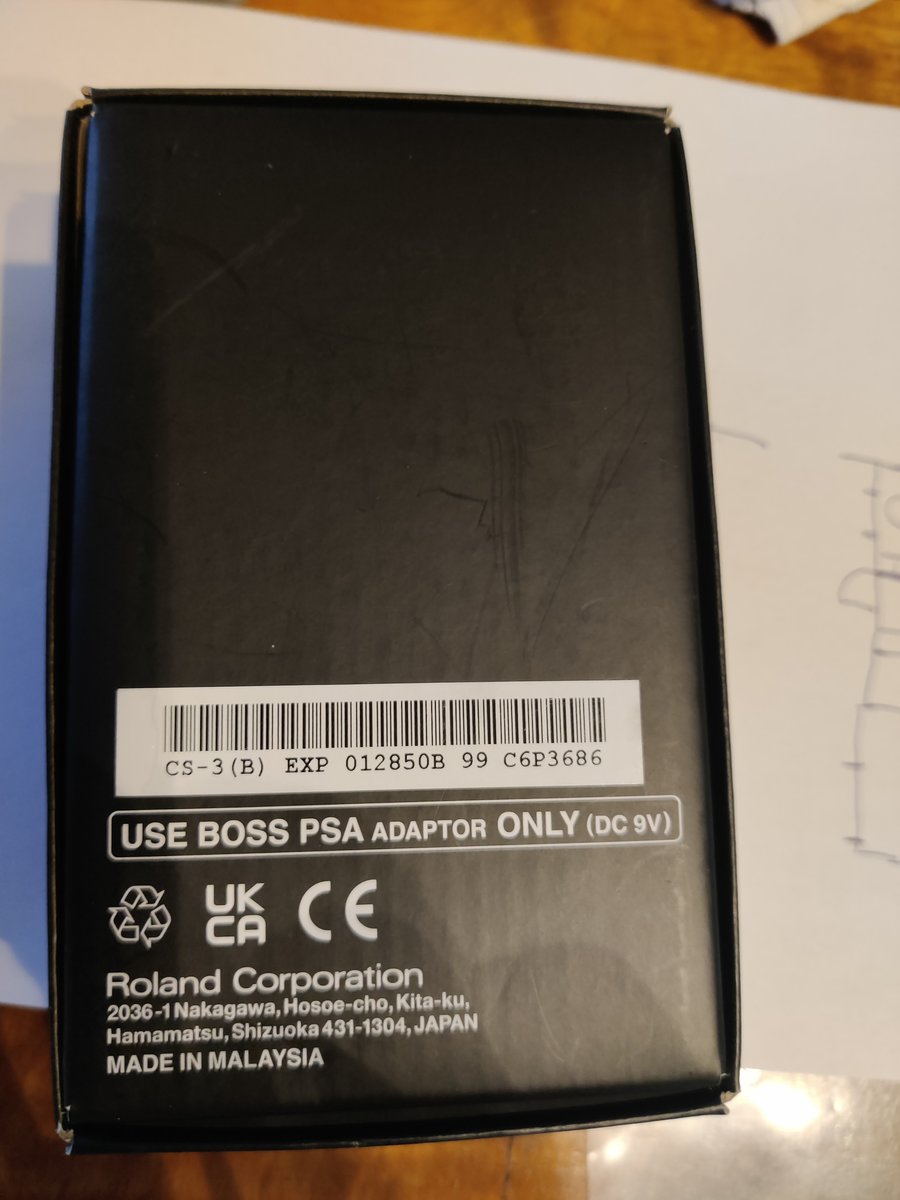 CS-3(B) EXP 012850B 99 C6P3686
USE BOSS PSA ADAPTOR ONLY (DC 9V)
UK
CA CE
Roland Corporation
2036-1 Nakagawa, Hosoe-cho, Kita-ku,
Hamamatsu, Shizuoka 431-1304, JAPAN
MADE IN MALAYSIA